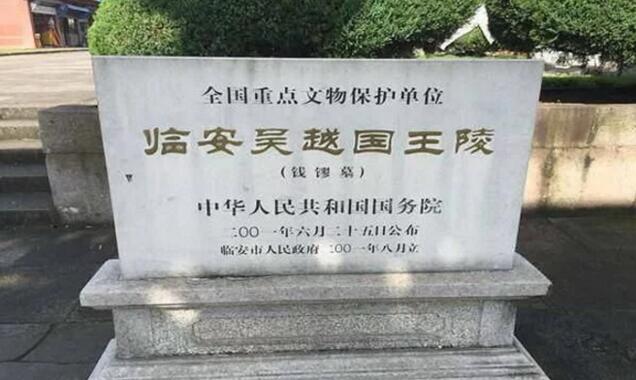 全国重点文物保护单位
临安吴越国王陵
(钱镠墓)
中华人民共和国国务院
二〇〇一年六月二十五日公布
临安市人民政府二〇〇一年八月立